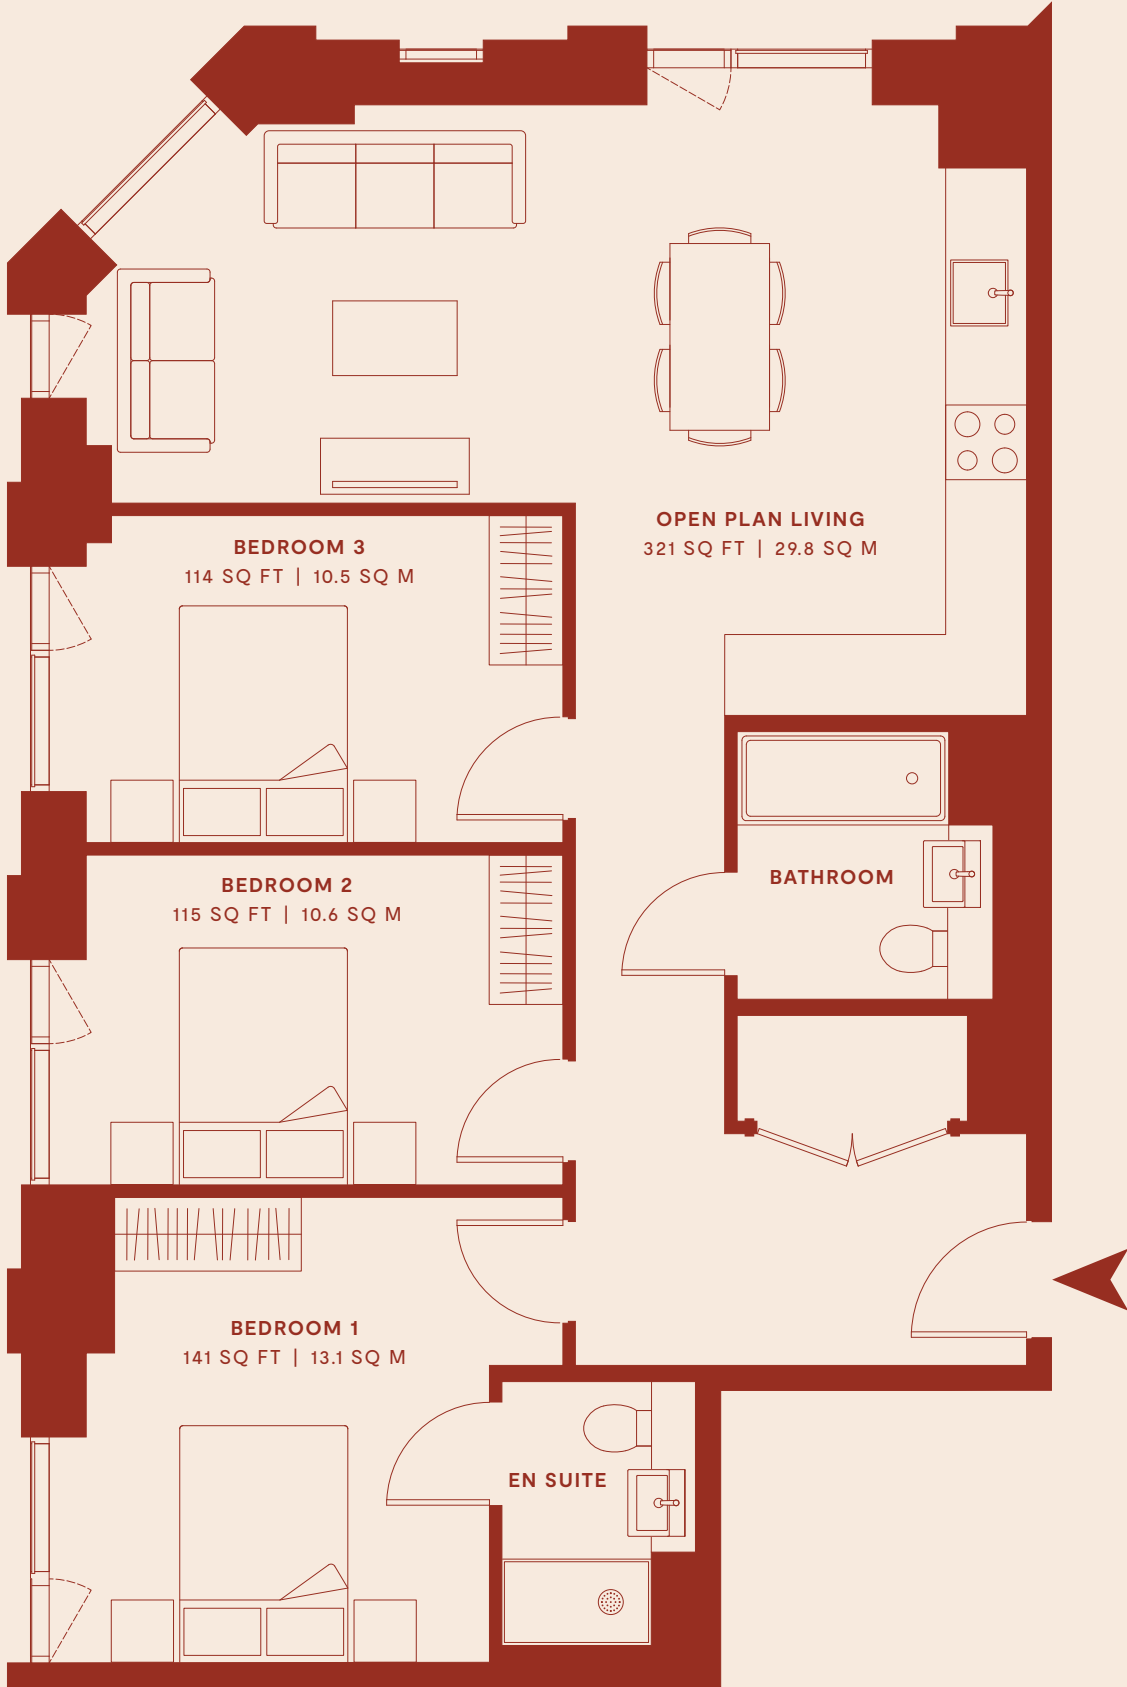 OPEN PLAN LIVING
321 SQ FT | 29.8 SQ M
BEDROOM 3
114 SQ FT | 10.5 SQ M
BATHROOM
BEDROOM 2
115 SQ FT | 10.6 SQ M
BEDROOM 1
141 SQ FT | 13.1 SQ M
EN SUITE